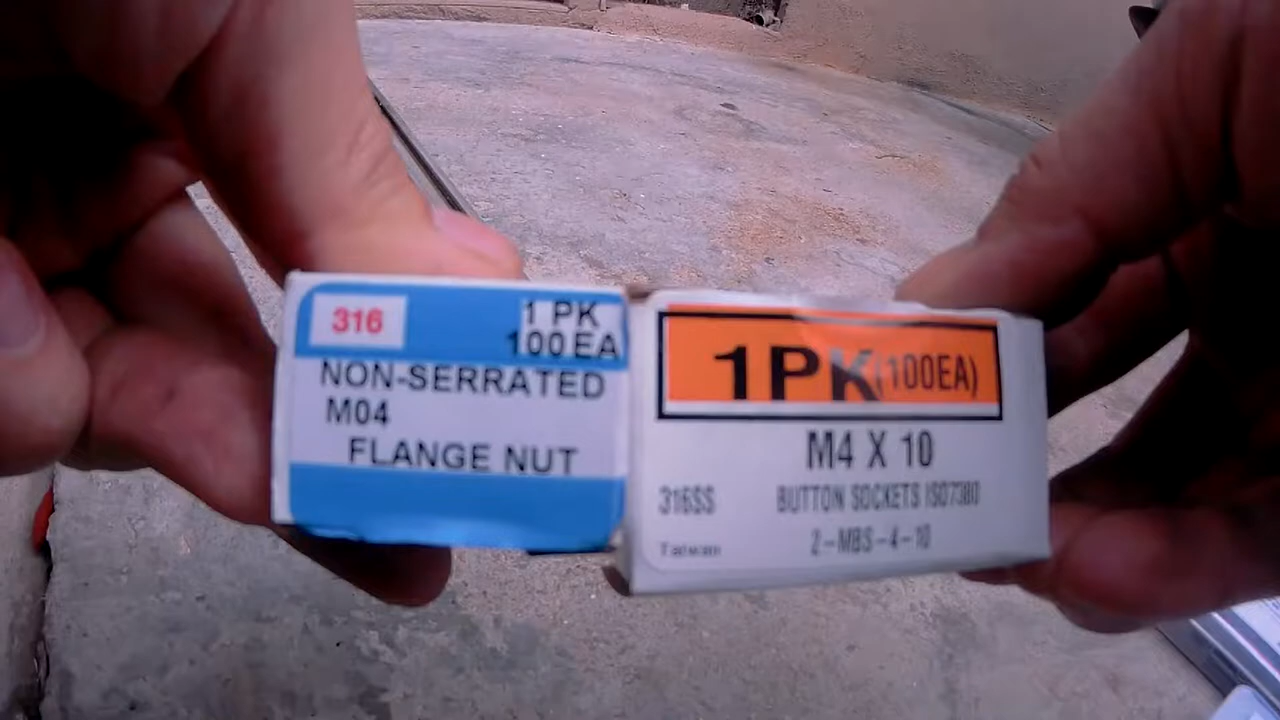 316
1 PK
100 EA
NON-SERRATED
M04
FLANGE NUT
1PK(100EA)
M4 X 10
316SS
BUTTON SOCKETS ISO7380
2-MBS-4-10
Taiwan